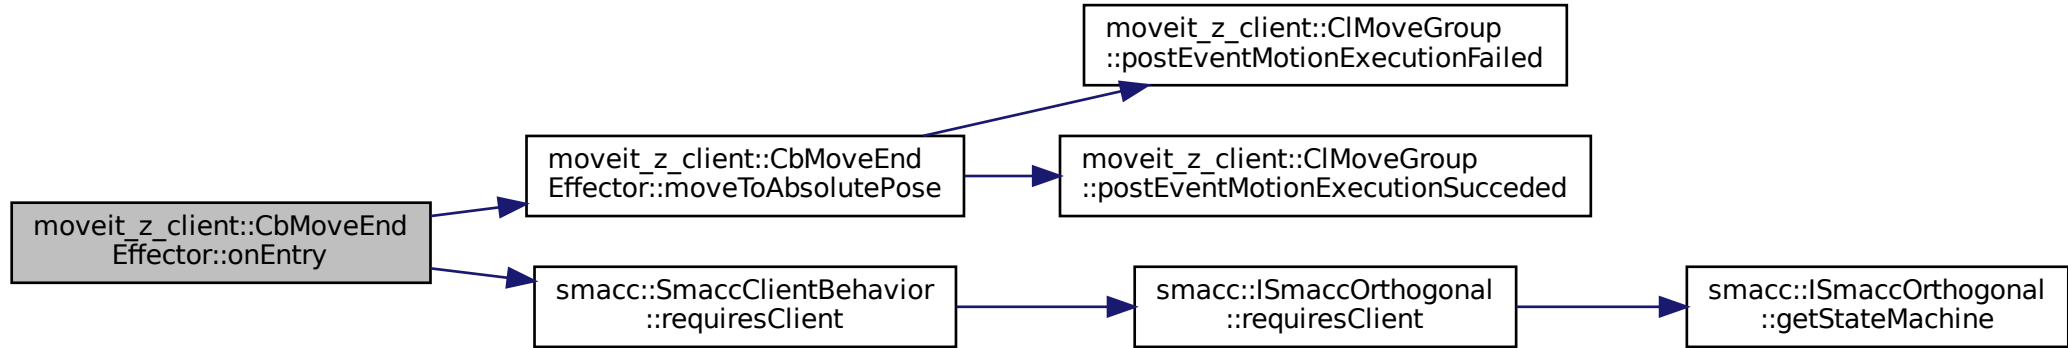 moveit_z_client::ClMoveGroup
::postEventMotionExecutionFailed
moveit_z_client::CbMoveEnd
Effector::moveToAbsolutePose
moveit_z_client::ClMoveGroup
::postEventMotionExecutionSucceded
moveit_z_client::CbMoveEnd
Effector::onEntry
smacc::SmaccClientBehavior
::requiresClient
smacc::ISmaccOrthogonal
::requiresClient
smacc::ISmaccOrthogonal
::getStateMachine